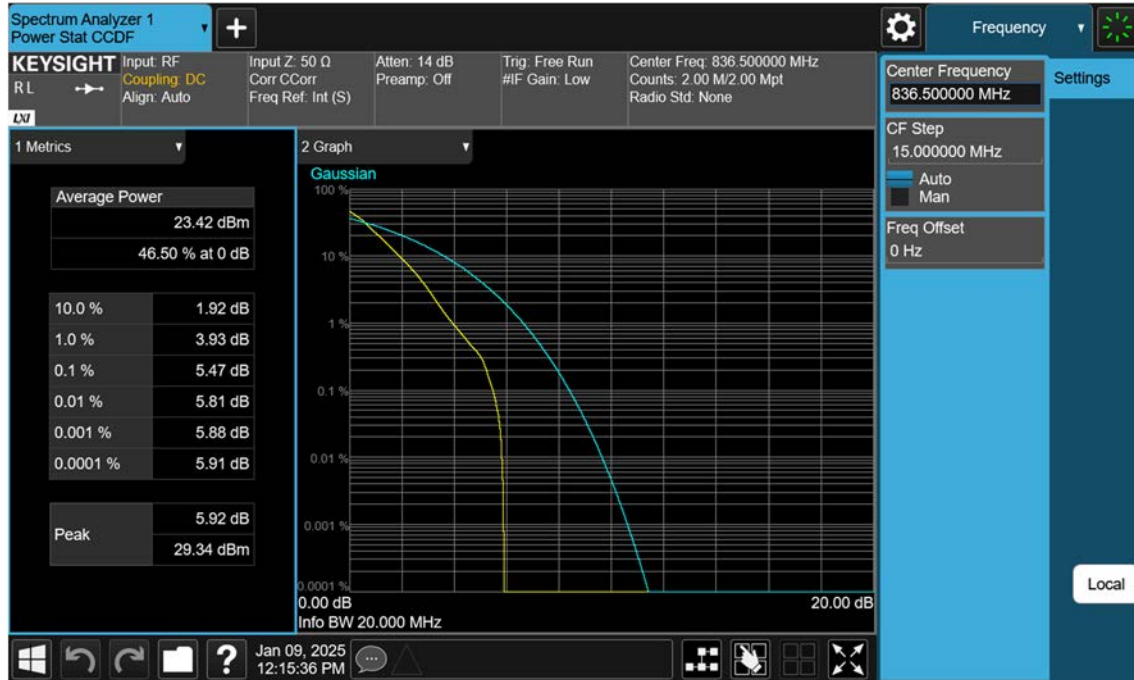 Spectrum Analyzer 1
Power Stat CCDF
Frequency
KEYSIGHT
RL
LXI
Input: RF
Coupling: DC
Align: Auto
Input Z: 50 Ω
Corr CCorr
Freq Ref: Int (S)
Atten: 14 dB
Preamp: Off
Trig: Free Run
#IF Gain: Low
Center Freq: 836.500000 MHz
Counts: 2.00 M/2.00 Mpt
Radio Std: None
Center Frequency
836.500000 MHz
Settings
CF Step
15.000000 MHz
Auto
Man
Freq Offset
0 Hz
1 Metrics
Average Power
23.42 dBm
46.50 % at 0 dB
10.0 % 1.92 dB
1.0 % 3.93 dB
0.1 % 5.47 dB
0.01 % 5.81 dB
0.001 % 5.88 dB
0.0001 % 5.91 dB
Peak
5.92 dB
29.34 dBm
2 Graph
Gaussian
100 %
10 %
1 %
0.1 %
0.01 %
0.001 %
0.0001 %
0.00 dB 20.00 dB
Info BW 20.000 MHz
Local
?
Jan 09, 2025
12:15:36 PM